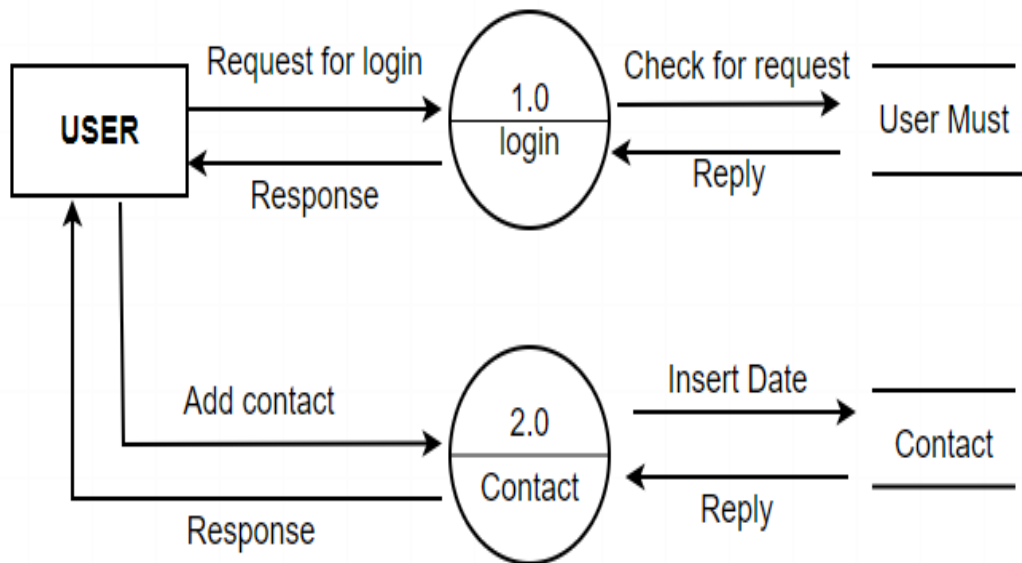 Request for login
Check for request
USER
1.0
login
User Must
Response
Reply
Add contact
Insert Date
2.0
Contact
Contact
Response
Reply